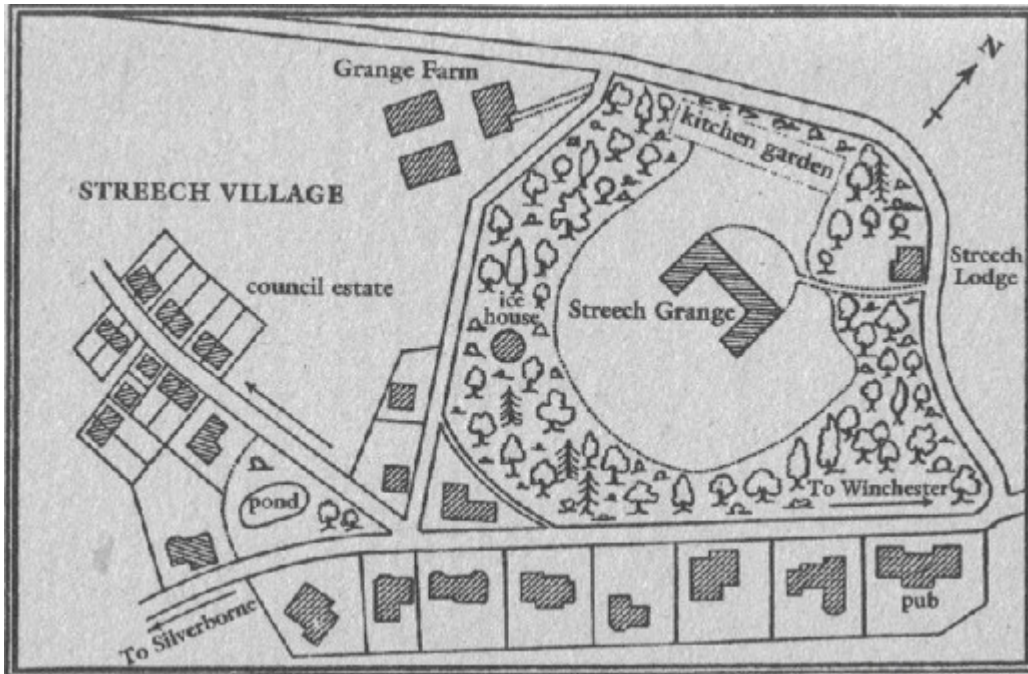 N
Grange Farm
kitchen garden
STREECH VILLAGE
Streech
Lodge
council estate
ice
house
Streech Grange
To Winchester
pond
pub
To Silverborne